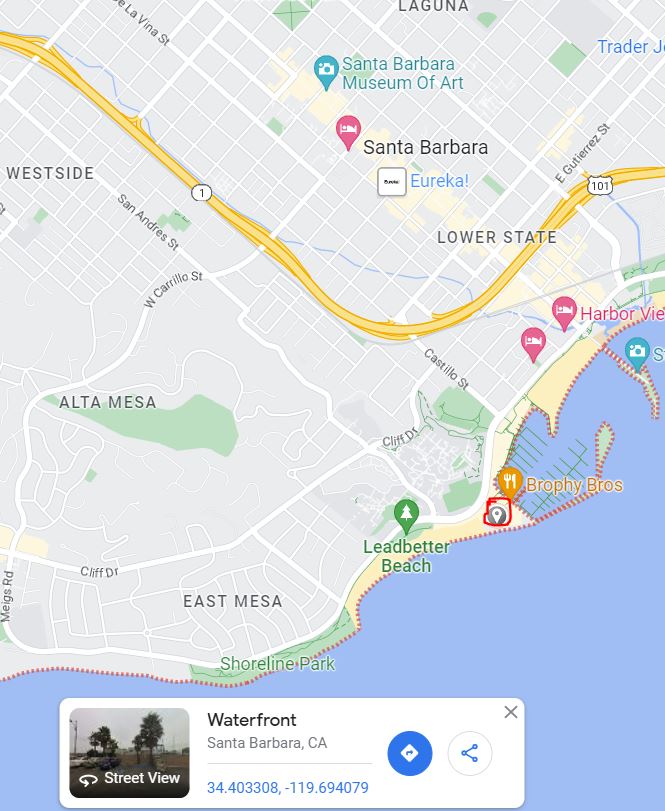 LAGUNA
De La Vina St
Trader Jo
Santa Barbara
Museum Of Art
Santa Barbara
E Gutierrez St
WESTSIDE
Eureka!
Eureka!
101
1
San Andres St
LOWER STATE
W Carrillo St
Harbor Vie
Castillo St
S
ALTA MESA
Cliff Dr
Brophy Bros
Leadbetter
Beach
Cliff Dr
Meigs Rd
EAST MESA
Shoreline Park
Waterfront
Santa Barbara, CA
Street View
34.403308, -119.694079